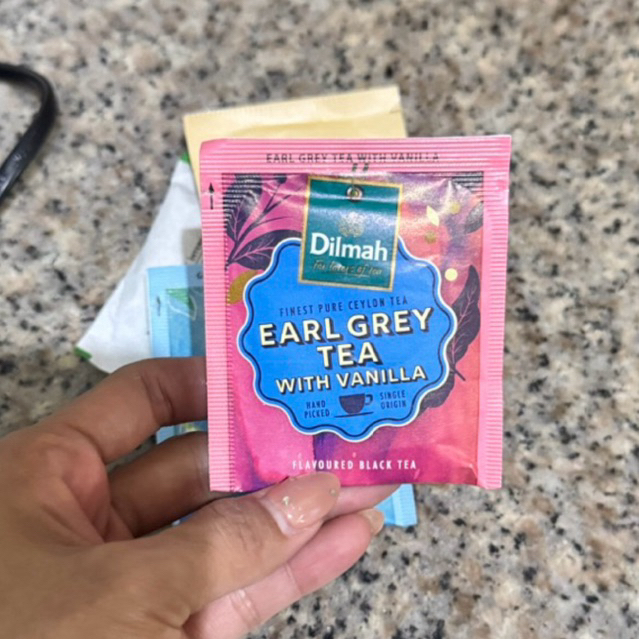 EARL GREY TEA WITH VANILLA
Dilmah
FINEST PURE CEYLON TEA
EARL GREY
TEA
WITH VANILLA
HAND PICKED
SINGLE ORIGIN
FLAVOURED BLACK TEA